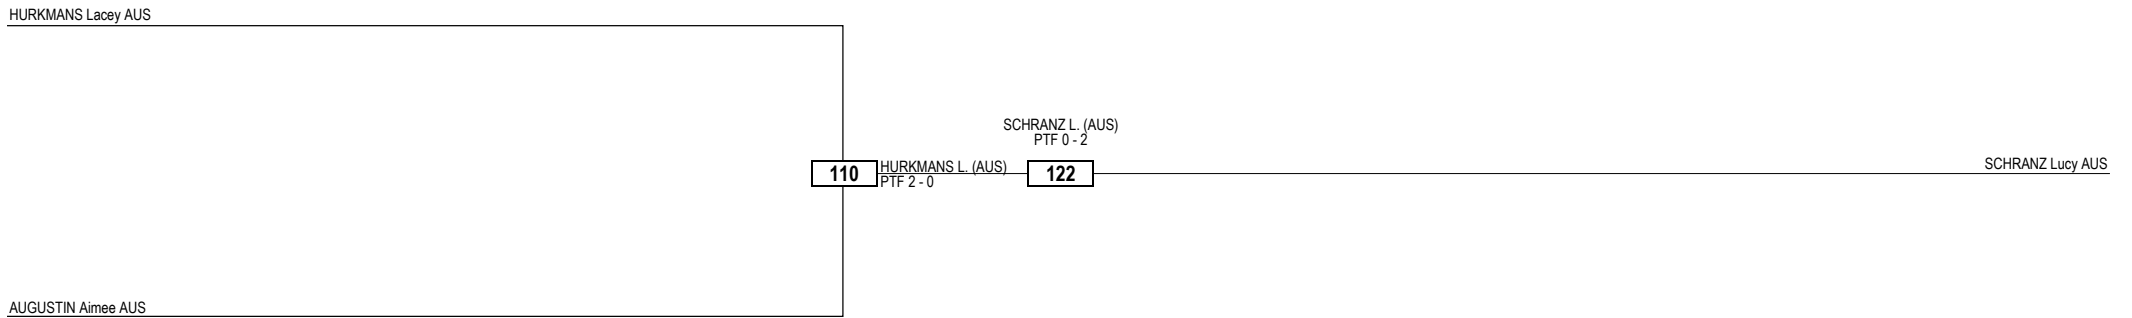 HURKMANS Lacey AUS
SCHRANZ L. (AUS)
PTF 0 - 2
110
HURKMANS L. (AUS)
PTF 2 - 0
122
SCHRANZ Lucy AUS
AUGUSTIN Aimee AUS